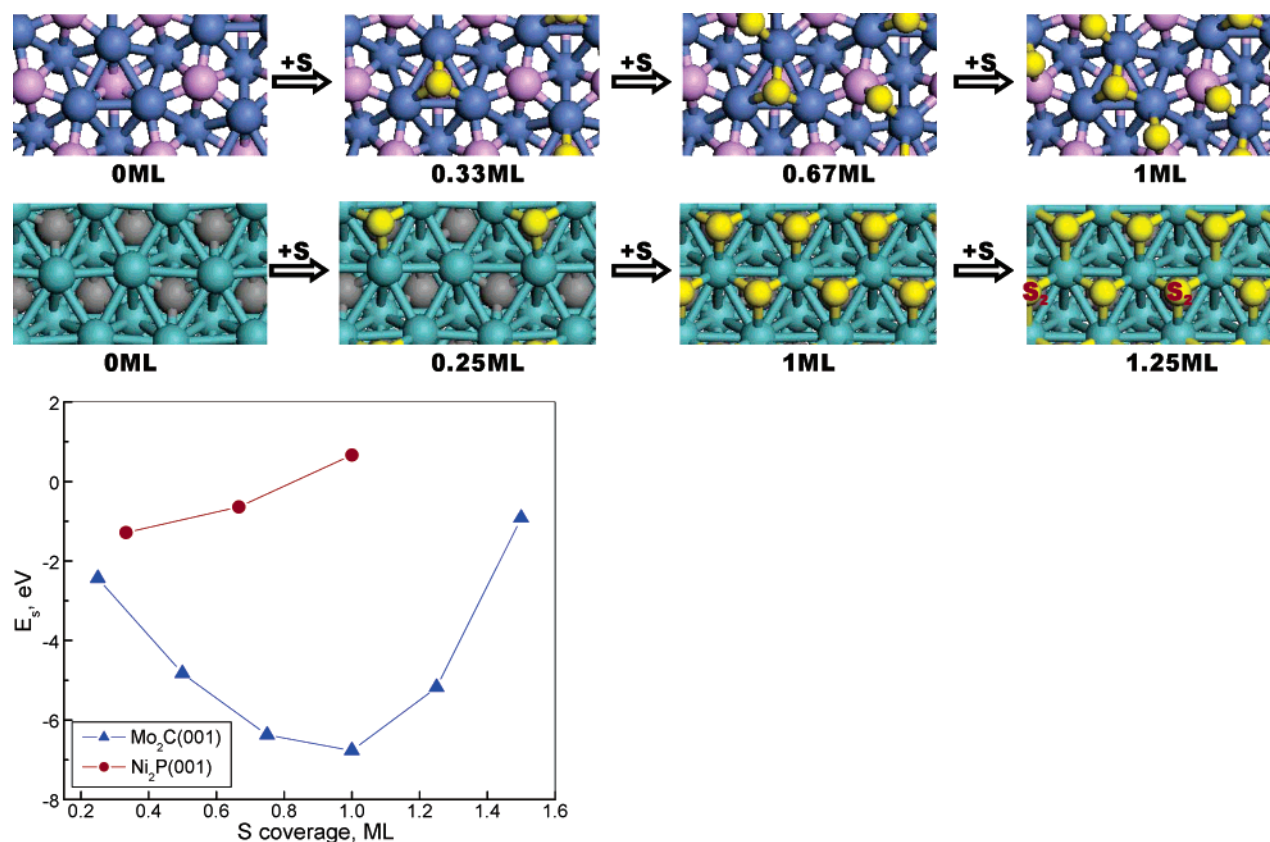 +S
+S
+S
0ML
0.33ML
0.67ML
1ML
+S
+S
+S
S₂
S₂
0ML
0.25ML
1ML
1.25ML
2
0
-2
-4
-6
-8
E_s, eV
Mo₂C(001)
Ni₂P(001)
0.2 0.4 0.6 0.8 1.0 1.2 1.4 1.6
S coverage, ML